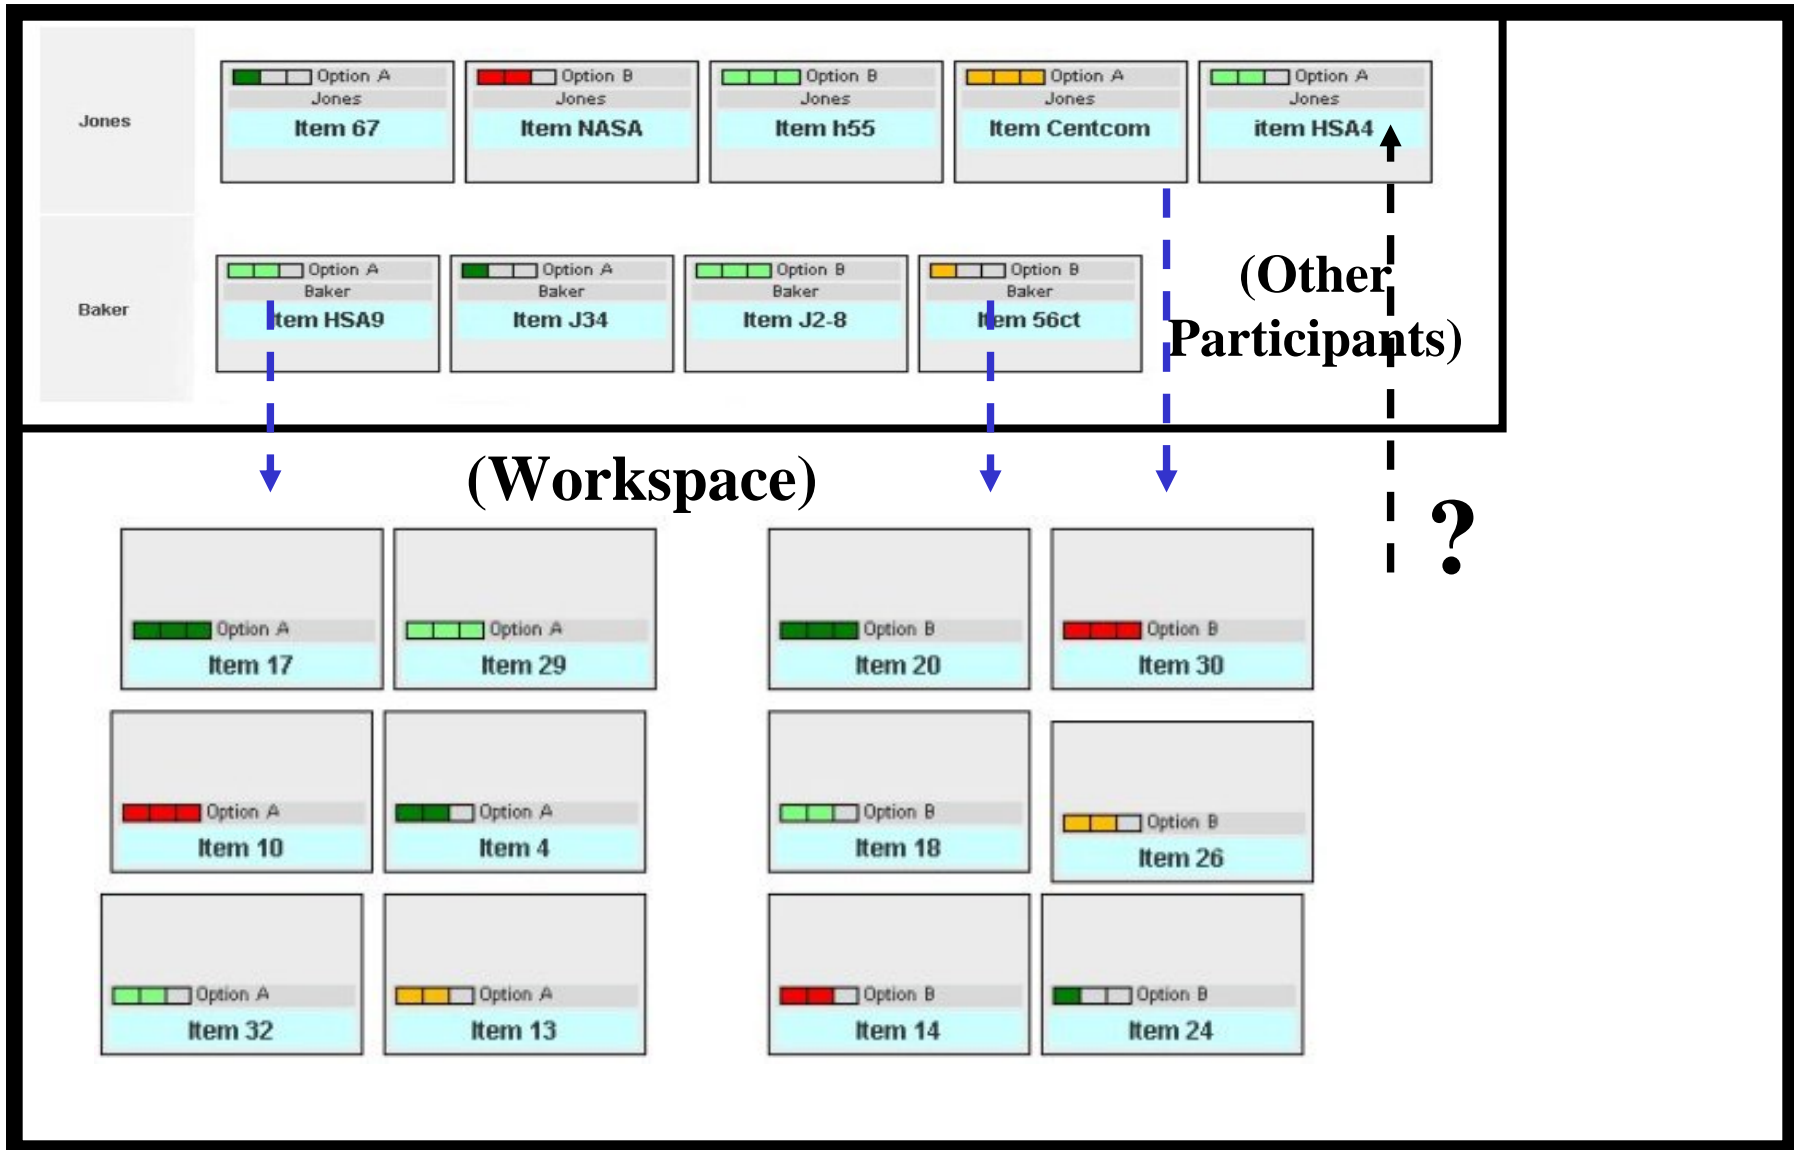 Jones
Option A
Jones
Item 67
Option B
Jones
Item NASA
Option B
Jones
Item h55
Option A
Jones
Item Centcom
Option A
Jones
item HSA4
Baker
Option A
Baker
Item HSA9
Option A
Baker
Item J34
Option B
Baker
Item J2-8
Option B
Baker
Item 56ct
(Other
Participants)
(Workspace)
?
Option A
Item 17
Option A
Item 29
Option B
Item 20
Option B
Item 30
Option A
Item 10
Option A
Item 4
Option B
Item 18
Option B
Item 26
Option A
Item 32
Option A
Item 13
Option B
Item 14
Option B
Item 24